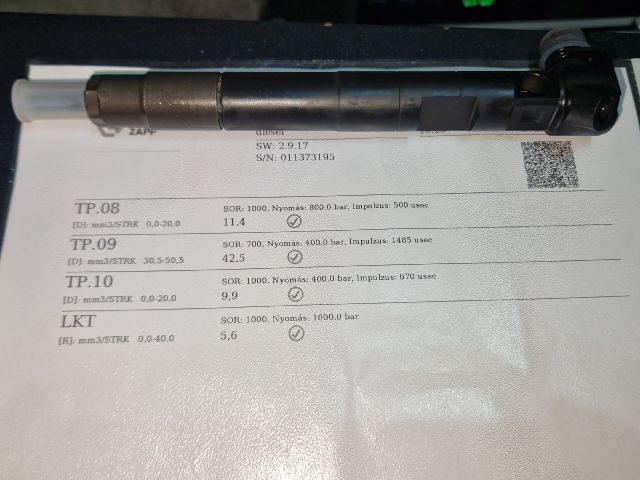 ZAPP
diesel
SW: 2.9.17
S/N: 011373195
TP.08 SOR: 1000, Nyomás: 800.0 bar, Impulzus: 500 usec
[D]: mm3/STRK 0,0-20,0 11,4
TP.09 SOR: 700, Nyomás: 400.0 bar, Impulzus: 1485 usec
[D]: mm3/STRK 30,5-50,5 42,5
TP.10 SOR: 1000, Nyomás: 400.0 bar, Impulzus: 570 usec
[D]: mm3/STRK 0,0-20,0 9,9
LKT SOR: 1000, Nyomás: 1600.0 bar
[R]: mm3/STRK 0,0-40,0 5,6